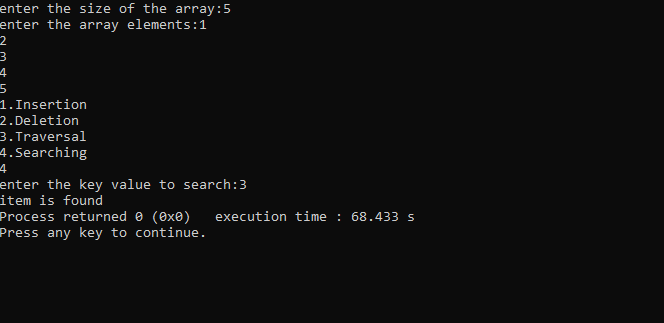 enter the size of the array:5
enter the array elements:1
2
3
4
5
1.Insertion
2.Deletion
3.Traversal
4.Searching
4
enter the key value to search:3
item is found
Process returned 0 (0x0)   execution time : 68.433 s
Press any key to continue.